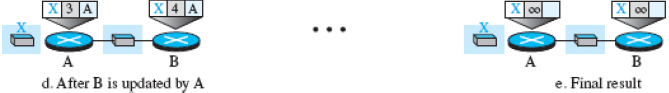 X 3 A X 4 A X ∞ X ∞
X ... X
A B A B
d. After B is updated by A e. Final result